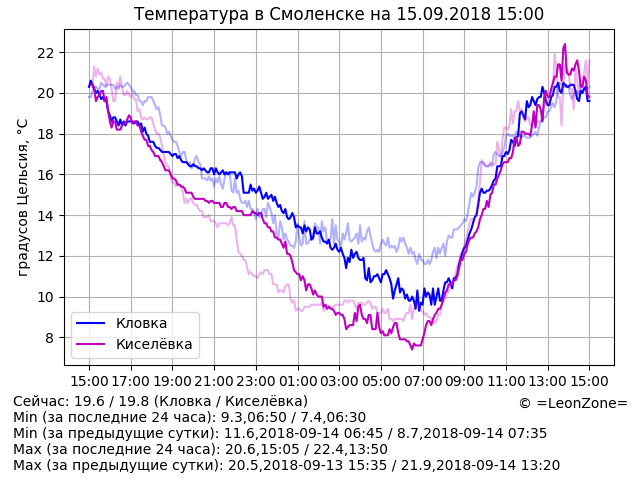 Температура в Смоленске на 15.09.2018 15:00
градусов Цельсия, °C
22
20
18
16
14
12
10
8
Кловка
Киселёвка
15:00 17:00 19:00 21:00 23:00 01:00 03:00 05:00 07:00 09:00 11:00 13:00 15:00
Сейчас: 19.6 / 19.8 (Кловка / Киселёвка)
© =LeonZone=
Min (за последние 24 часа): 9.3,06:50 / 7.4,06:30
Min (за предыдущие сутки): 11.6,2018-09-14 06:45 / 8.7,2018-09-14 07:35
Max (за последние 24 часа): 20.6,15:05 / 22.4,13:50
Max (за предыдущие сутки): 20.5,2018-09-13 15:35 / 21.9,2018-09-14 13:20